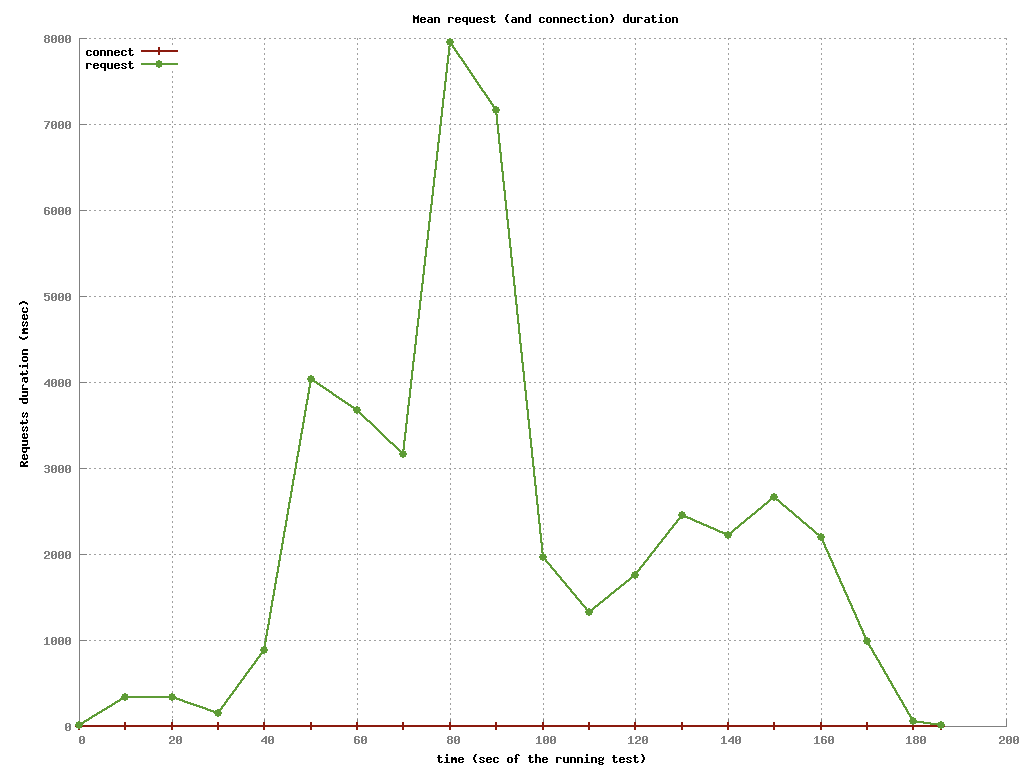 Mean request (and connection) duration
8000
connect
request
7000
6000
5000
4000
3000
2000
1000
0
Requests duration (msec)
0 20 40 60 80 100 120 140 160 180 200
time (sec of the running test)